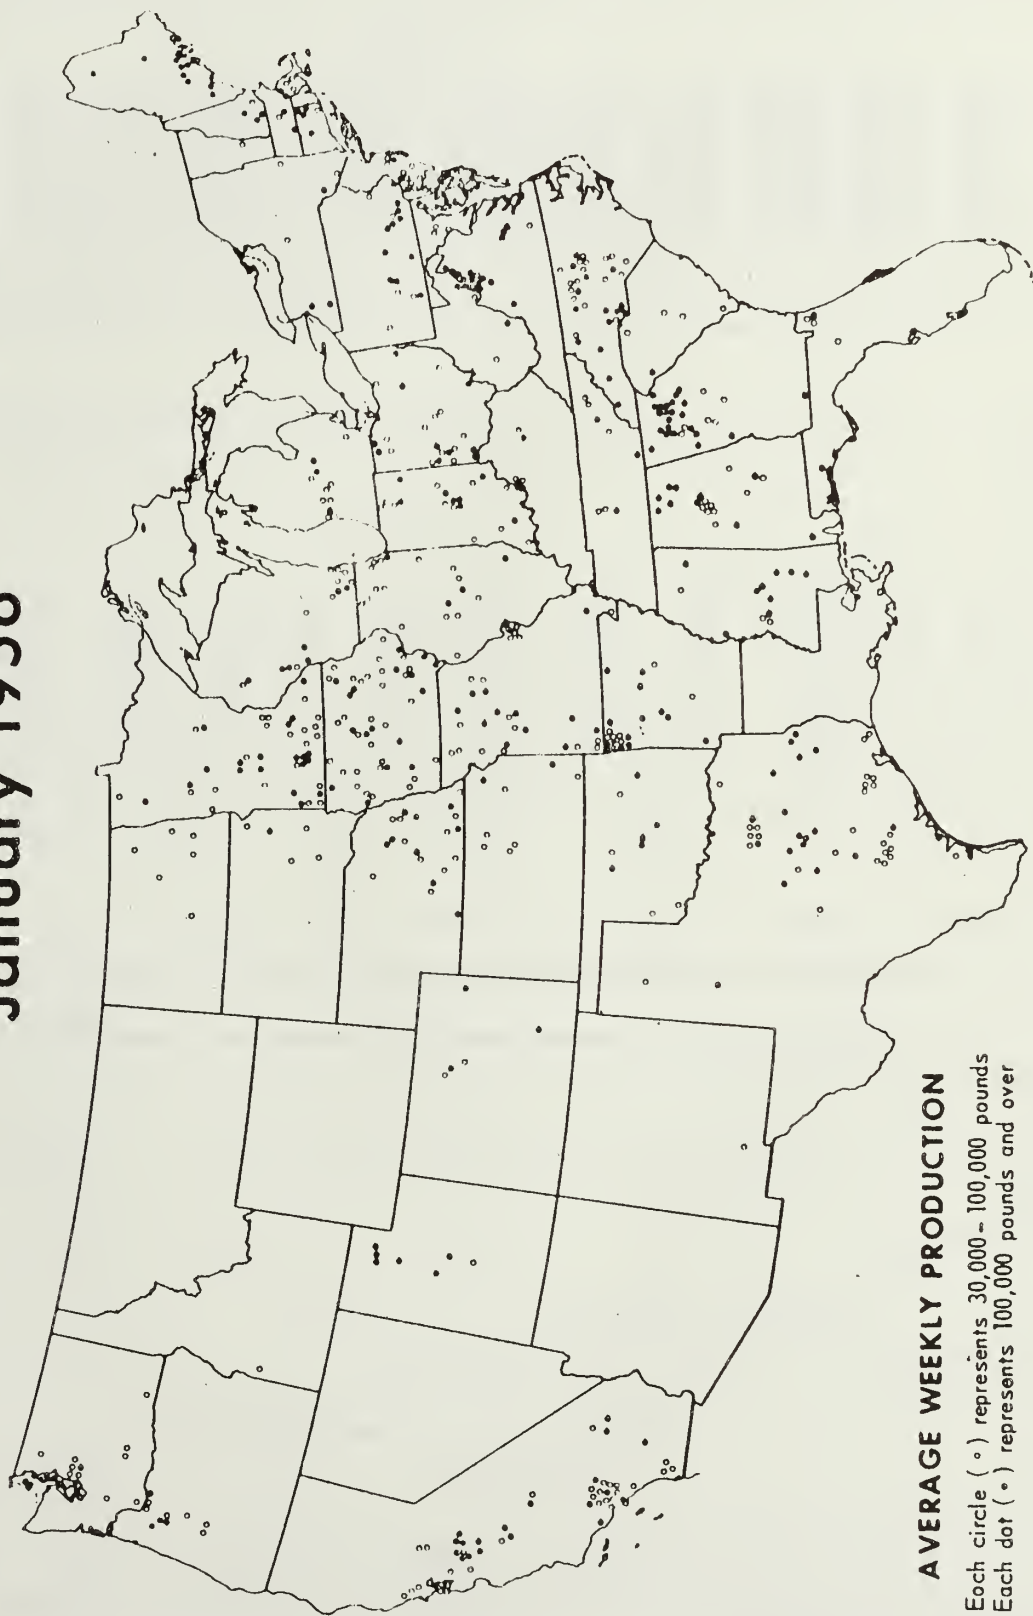 January
AVERAGE WEEKLY PRODUCTION
Each circle ( ∘ ) represents 30,000 - 100,000 pounds
Each dot ( • ) represents 100,000 pounds and over